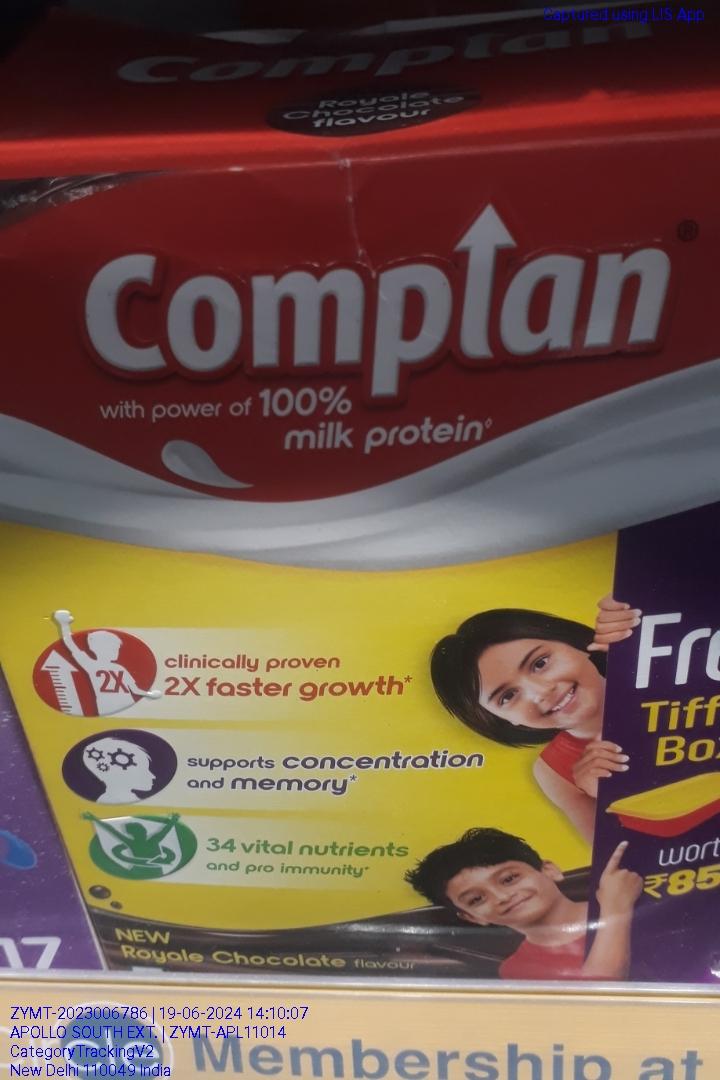 Captured using LIS App
Complan
Royale
Chocolate
flavour
Complan®
with power of 100%
milk protein◊
2X
clinically proven
2X faster growth*
supports concentration
and memory*
34 vital nutrients
and pro immunity*
Fre
Tiff
Box
wort
₹85
NEW
Royale Chocolate flavour
ZYMT-2023006786 | 19-06-2024 14:10:07
APOLLO SOUTH EXT. | ZYMT-APL11014
CategoryTrackingV2
New Delhi 110049 India
Membership at